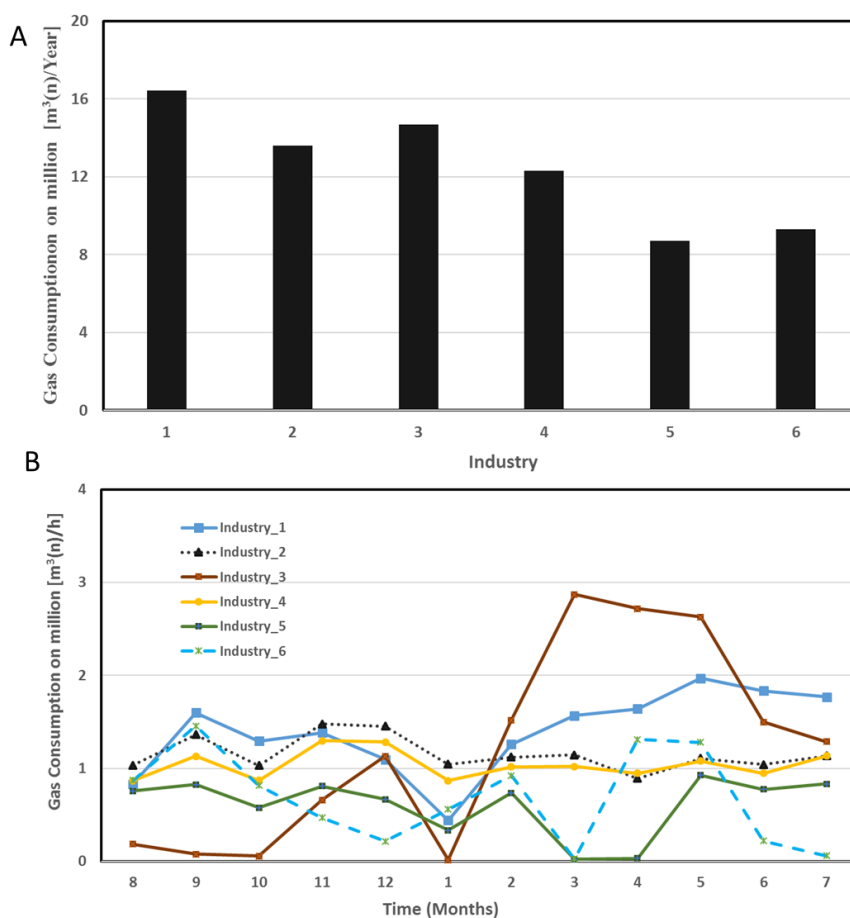 A
Gas Consumptionon on million [m³(n)/Year]
20
16
12
8
4
0
1 2 3 4 5 6
Industry
B
Gas Consumption on million [m³(n)/h]
4
3
2
1
0
Industry_1
Industry_2
Industry_3
Industry_4
Industry_5
Industry_6
8 9 10 11 12 1 2 3 4 5 6 7
Time (Months)